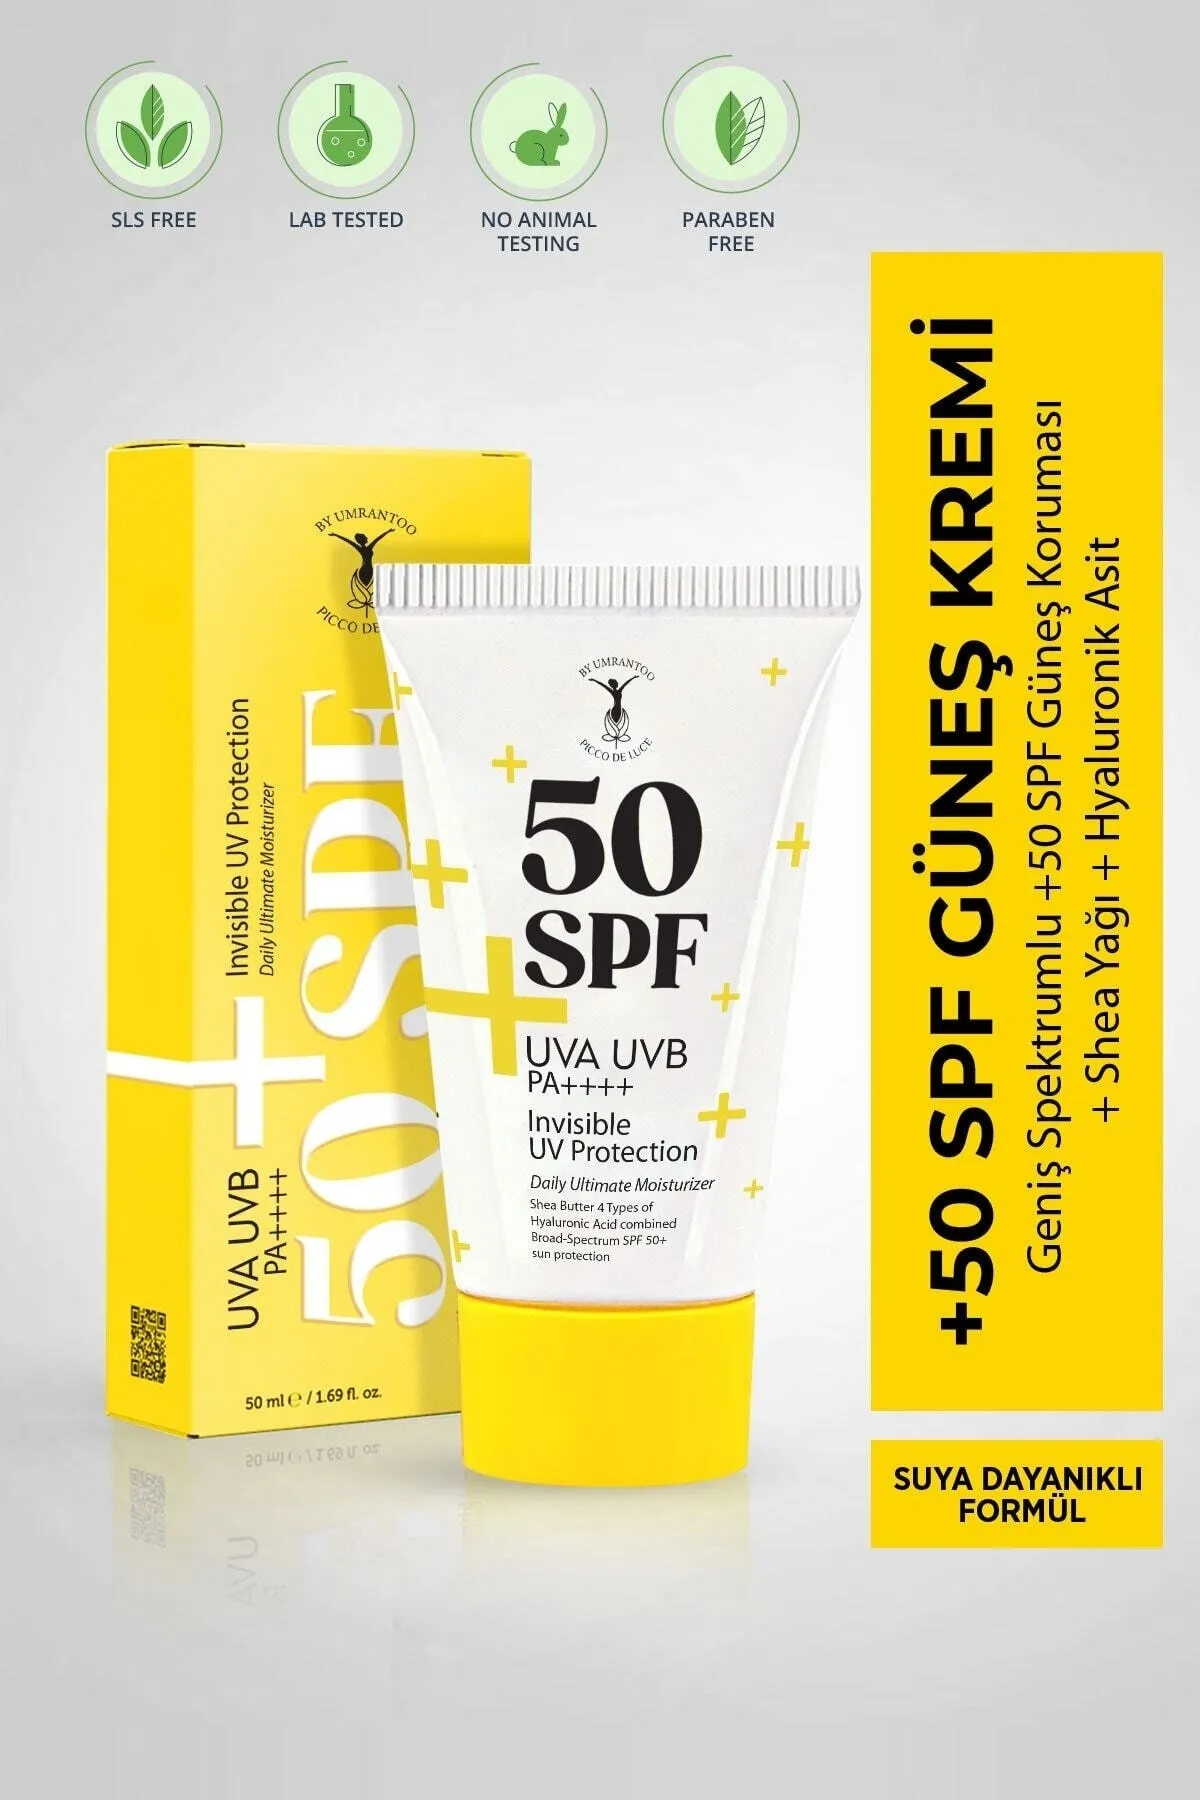 SLS FREE
LAB TESTED
NO ANIMAL
TESTING
PARABEN
FREE
+50 SPF GÜNEŞ KREMİ
Geniş Spektrumlu +50 SPF Güneş Koruması
+ Shea Yağı + Hyaluronik Asit
SUYA DAYANIKLI
FORMÜL
BY UMRANTOO
PICCO DE
50 SPF
Invisible UV Protection
Daily Ultimate Moisturizer
UVA UVB
PA++++
50 ml ℮ / 1.69 fl. oz.
BY UMRANTOO
PICCO DE LUCE
50
SPF
UVA UVB
PA++++
Invisible
UV Protection
Daily Ultimate Moisturizer
Shea Butter 4 Types of
Hyaluronic Acid combined
Broad-Spectrum SPF 50+
sun protection